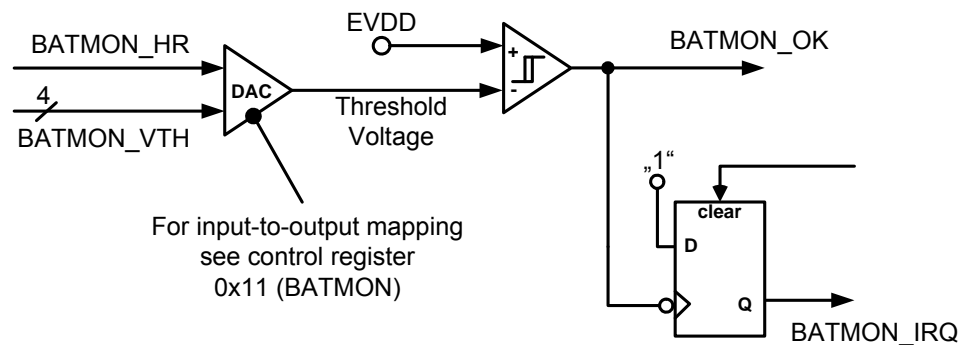 EVDD
BATMON_HR
BATMON_OK
+
DAC
-
4
Threshold
Voltage
BATMON_VTH
„1“
clear
For input-to-output mapping
see control register
0x11 (BATMON)
D
Q
BATMON_IRQ